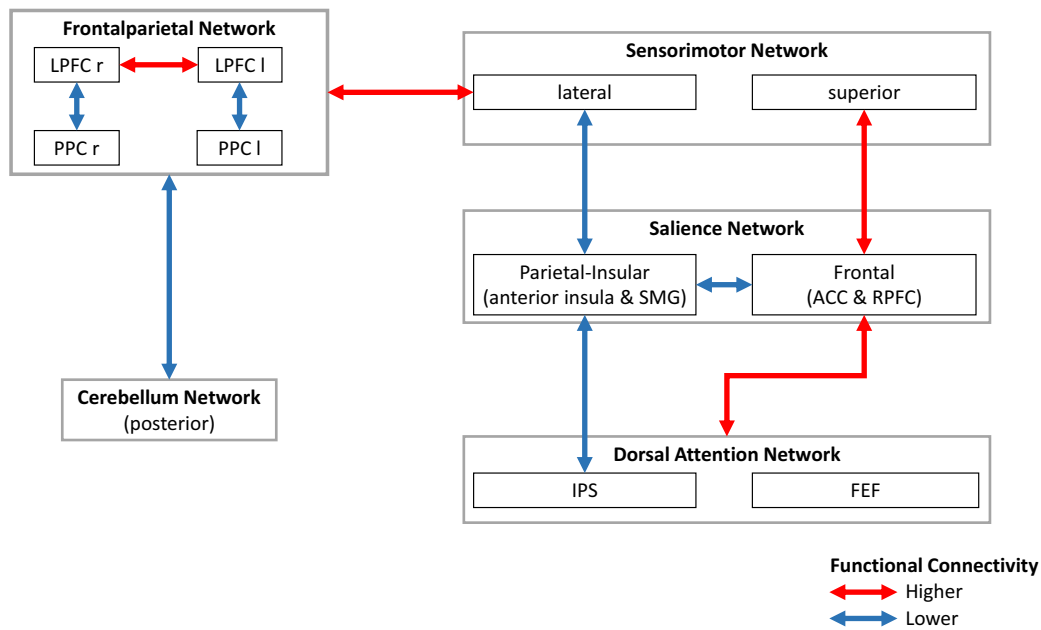 Frontalparietal Network
LPFC r
LPFC l
PPC r
PPC l
Sensorimotor Network
lateral
superior
Salience Network
Parietal-Insular
(anterior insula & SMG)
Frontal
(ACC & RPFC)
Cerebellum Network
(posterior)
Dorsal Attention Network
IPS
FEF
Functional Connectivity
Higher
Lower